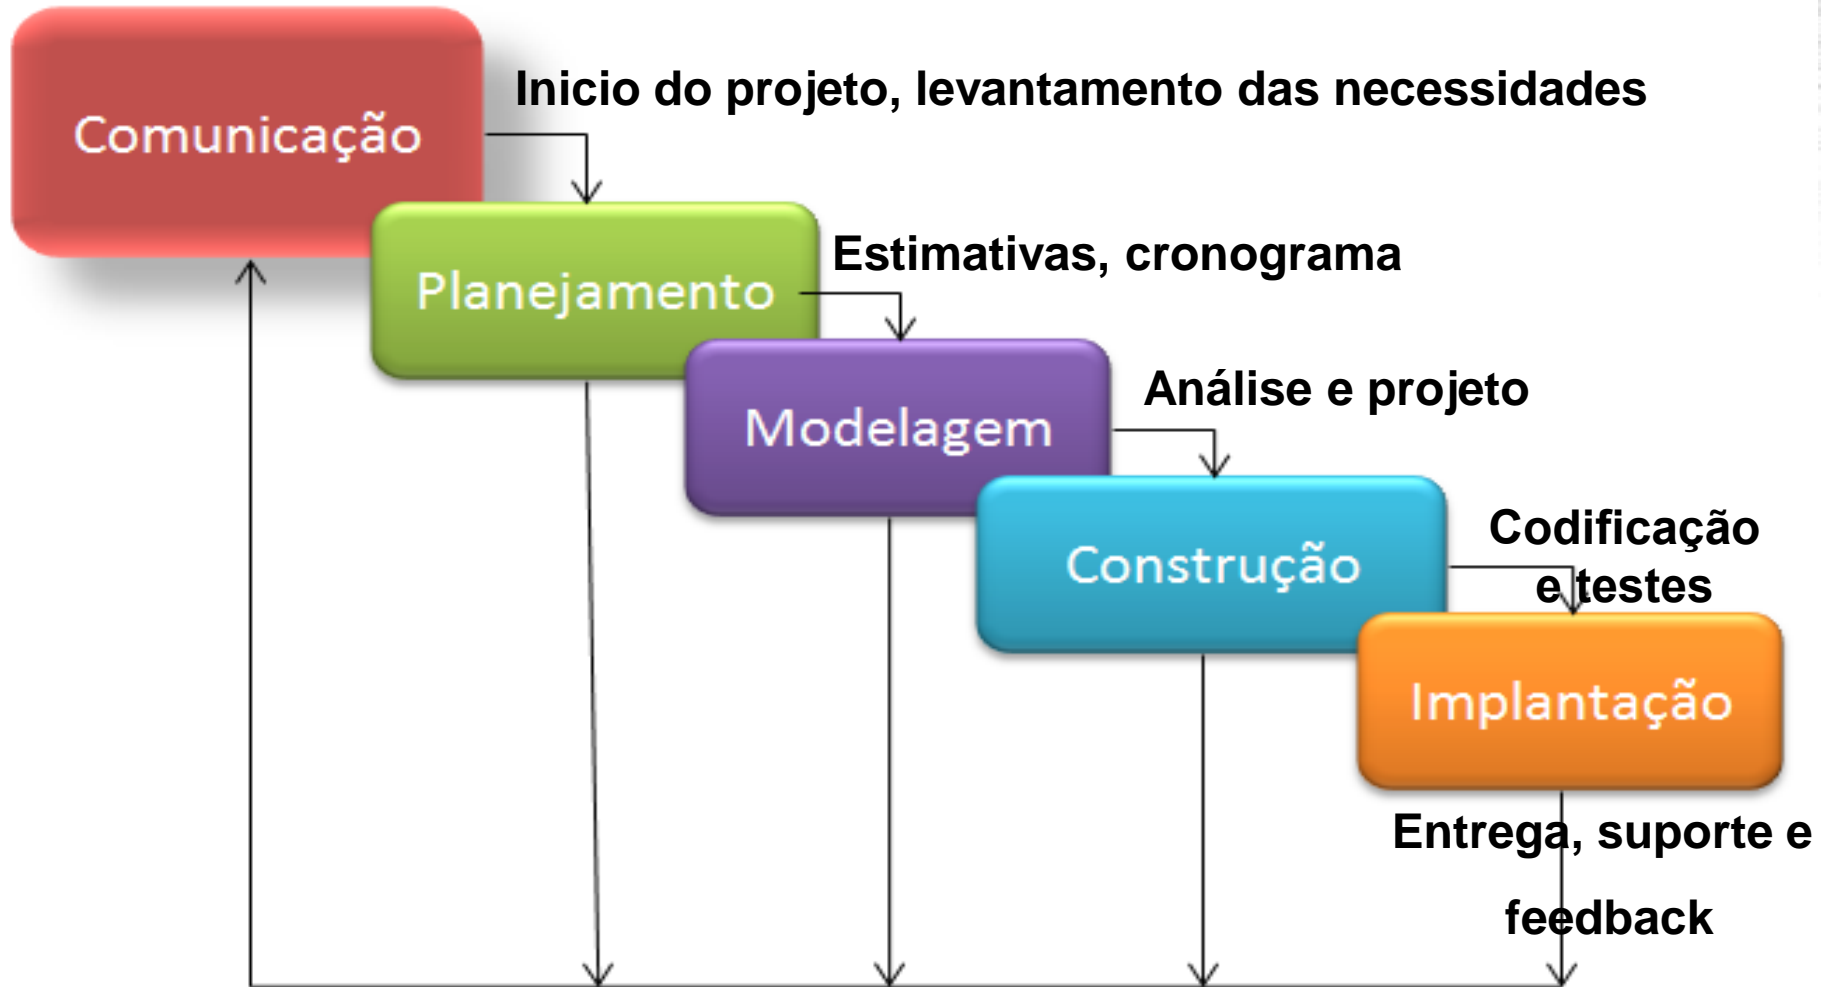 Comunicação
Inicio do projeto, levantamento das necessidades
Planejamento
Estimativas, cronograma
Modelagem
Análise e projeto
Construção
Codificação
e testes
Implantação
Entrega, suporte e
feedback